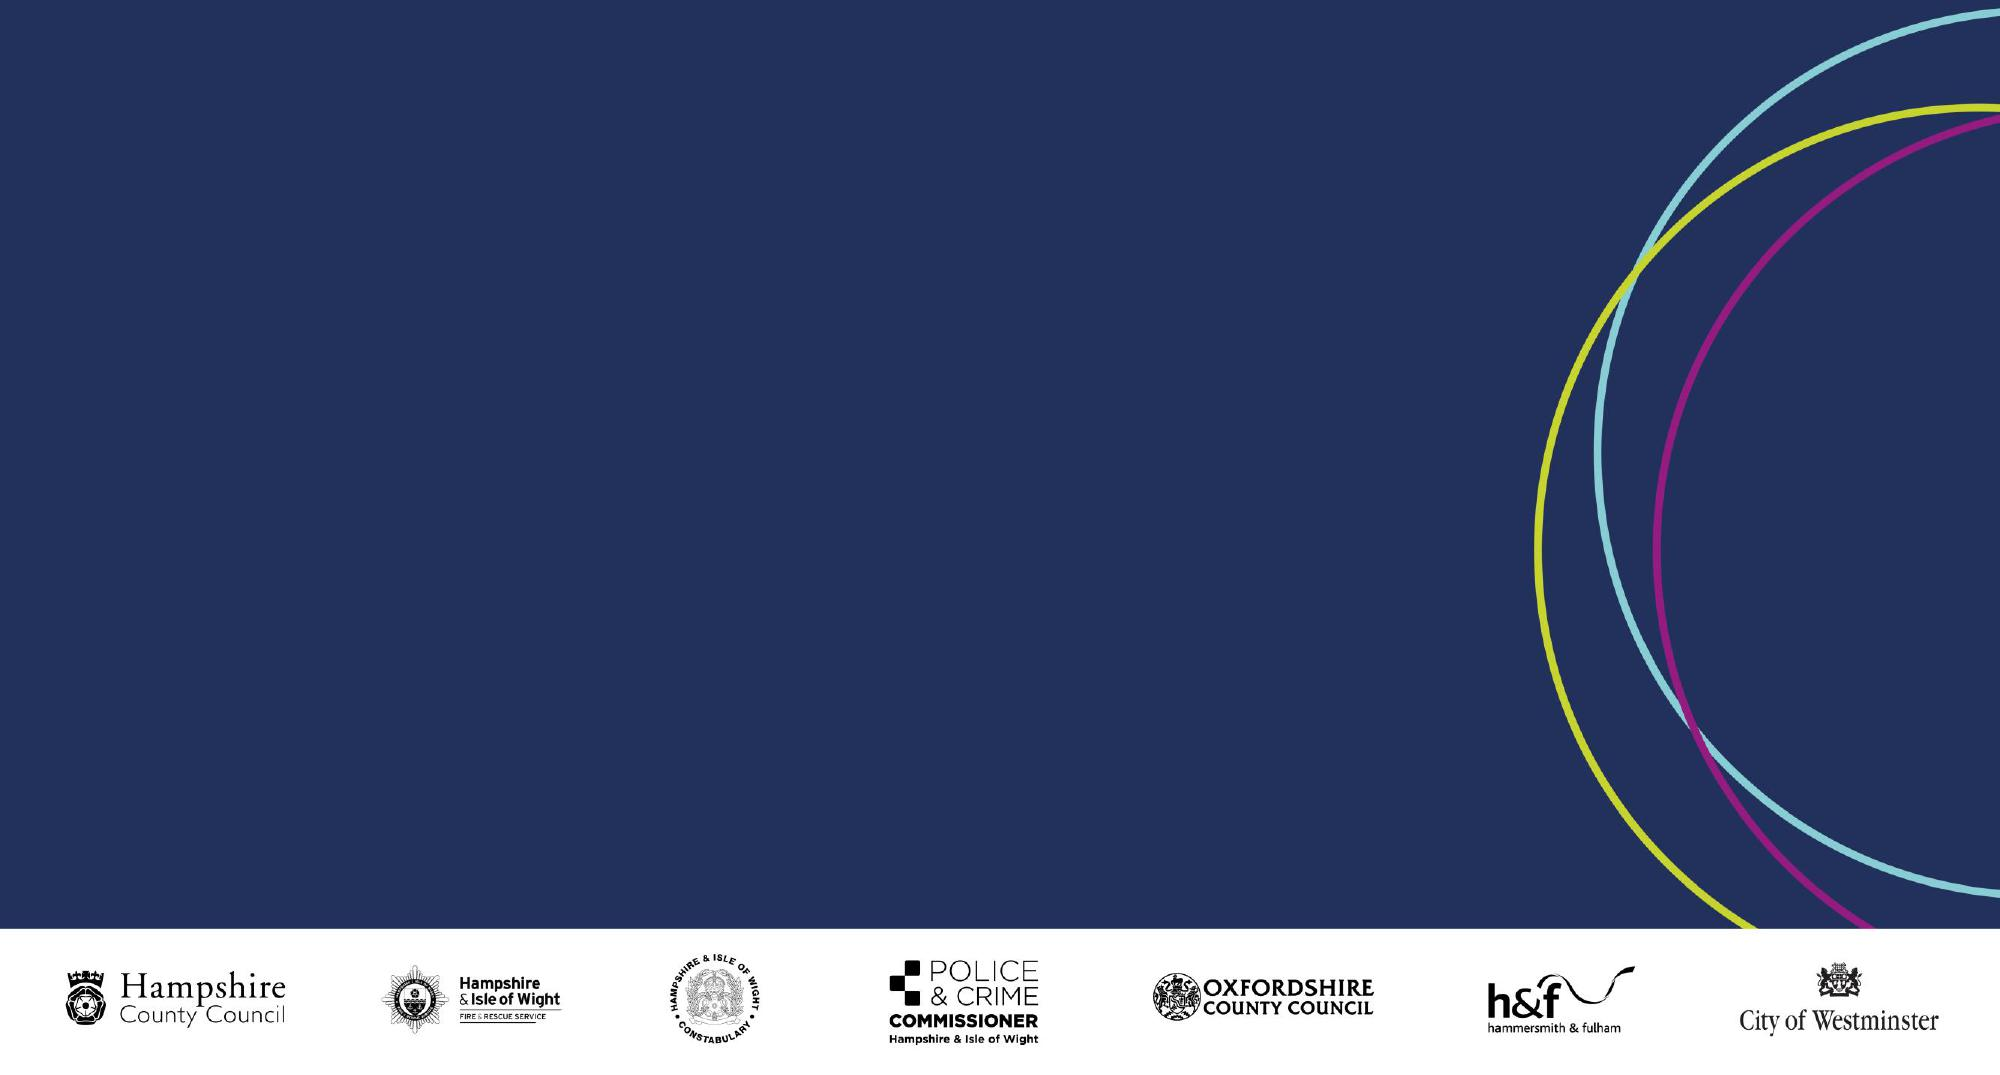 Hampshire
County Council
Hampshire
& Isle of Wight
FIRE & RESCUE SERVICE
HAMPSHIRE & ISLE OF WIGHT
• CONSTABULARY •
POLICE
& CRIME
COMMISSIONER
Hampshire & Isle of Wight
OXFORDSHIRE
COUNTY COUNCIL
h&f
hammersmith & fulham
City of Westminster